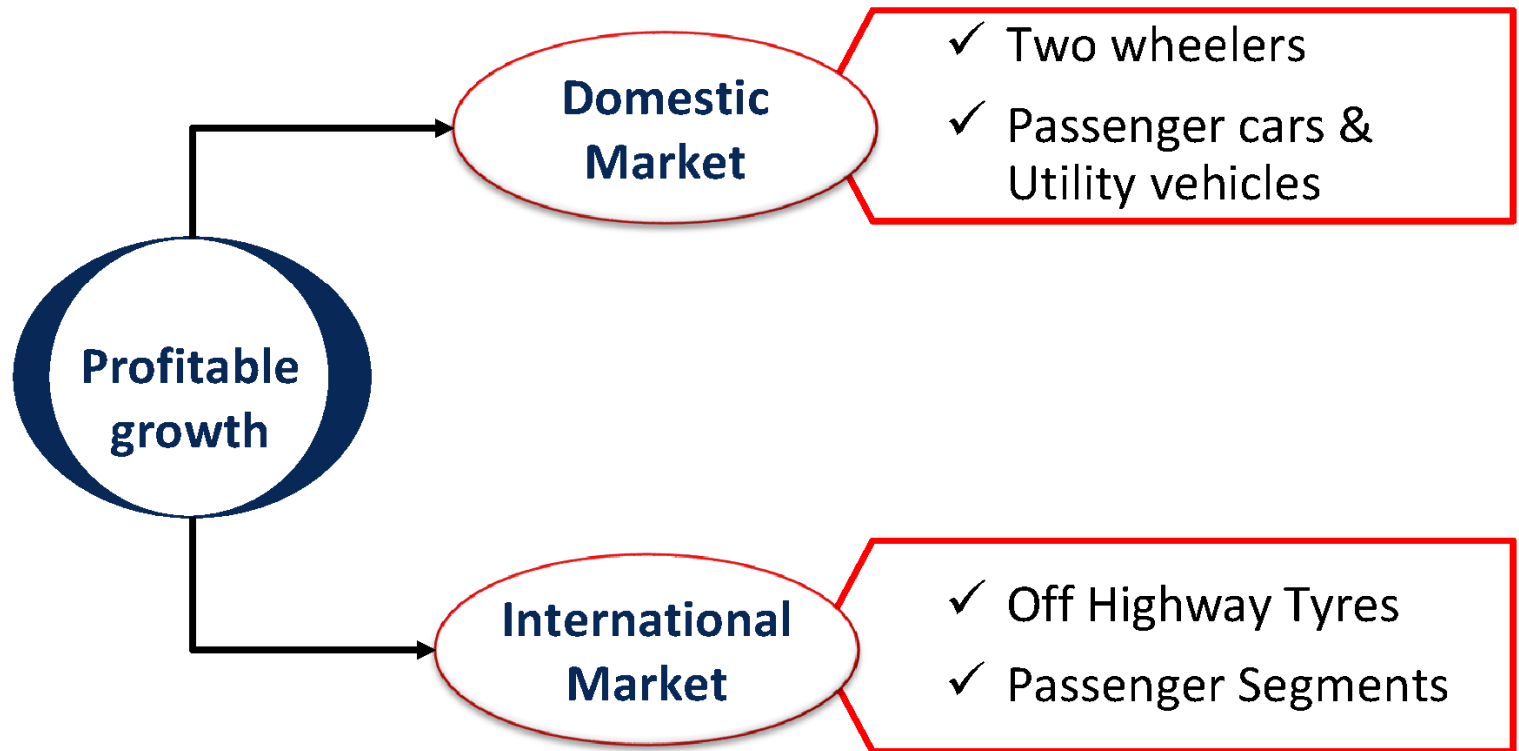 Domestic
Market
✓ Two wheelers
✓ Passenger cars &
Utility vehicles
Profitable
growth
International
Market
✓ Off Highway Tyres
✓ Passenger Segments